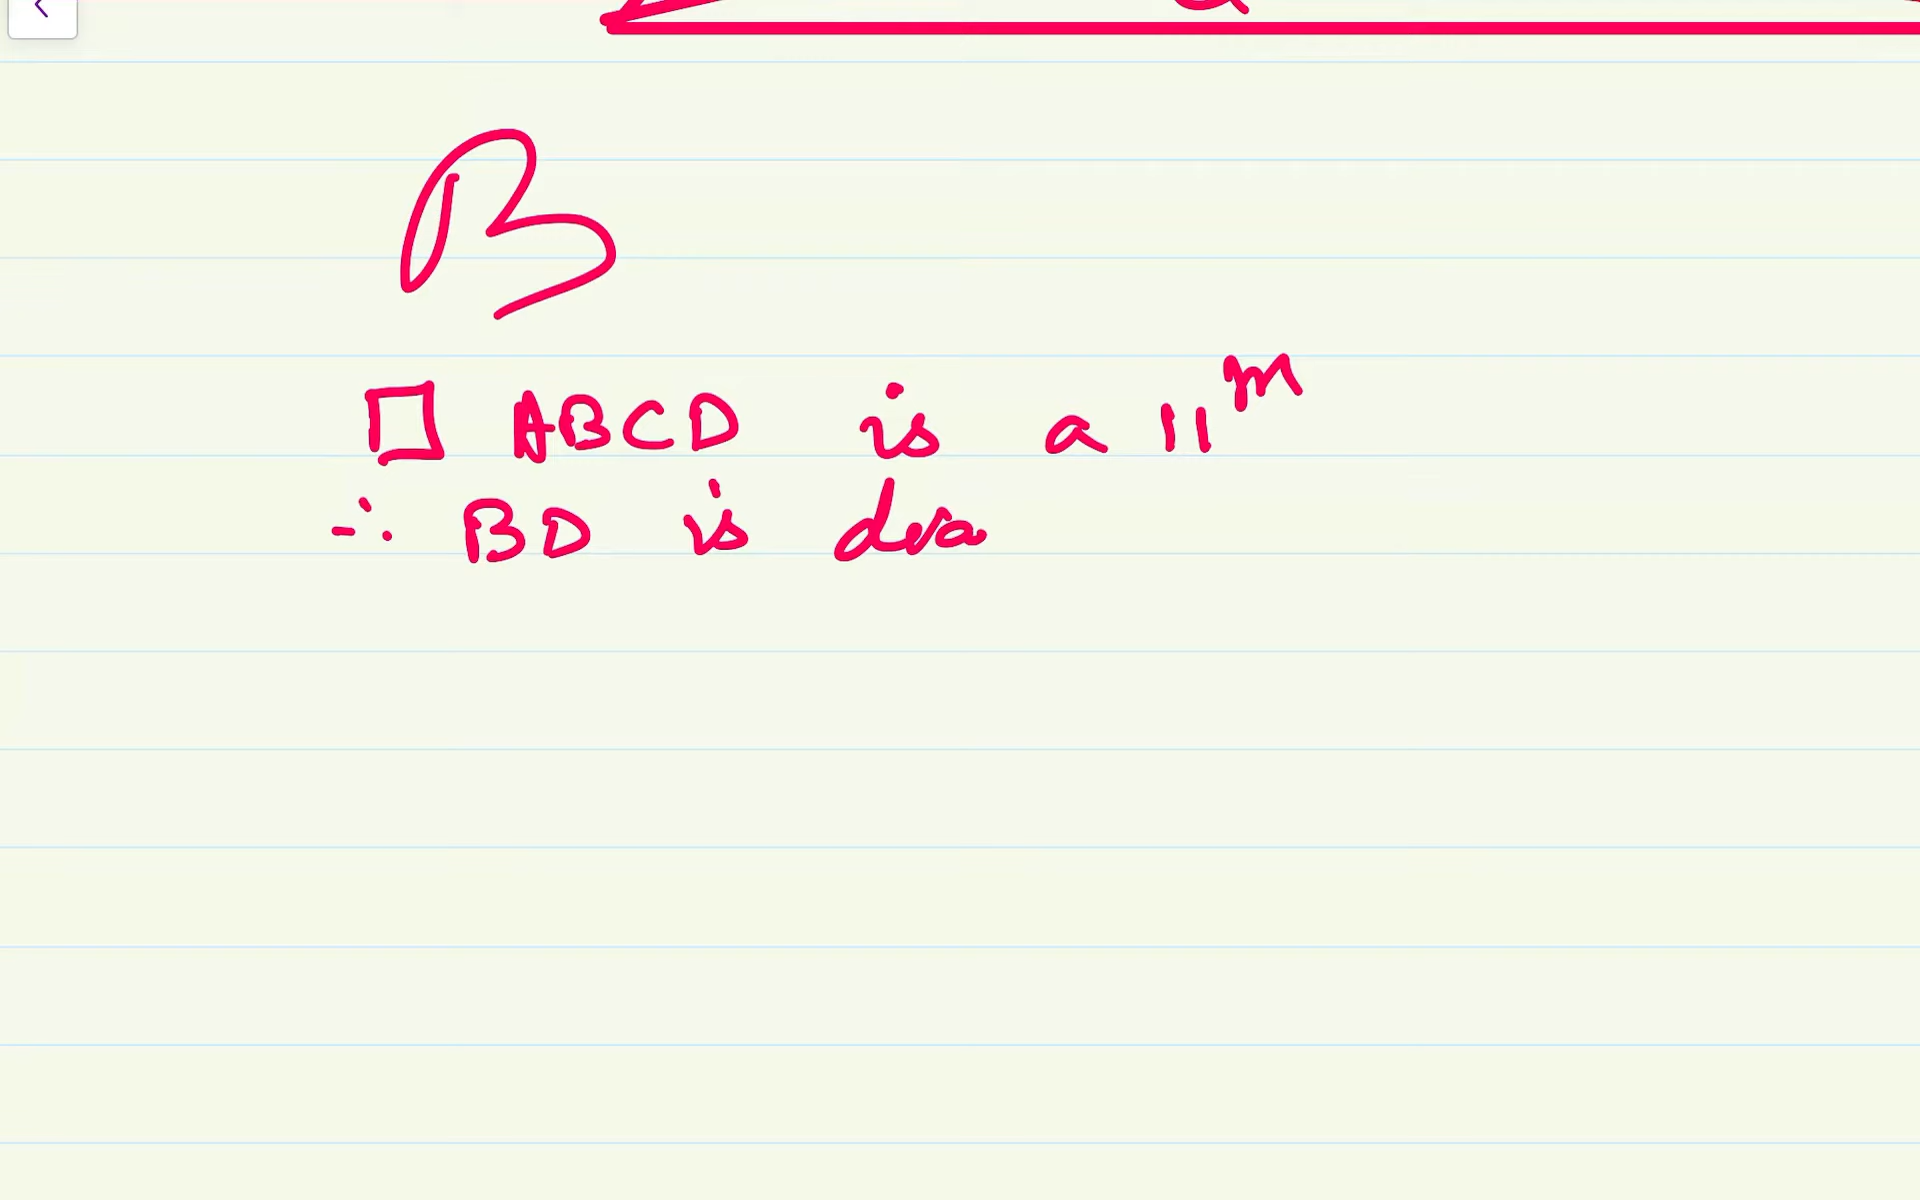 B
□ ABCD is a ||ᵐ
∴ BD is dia